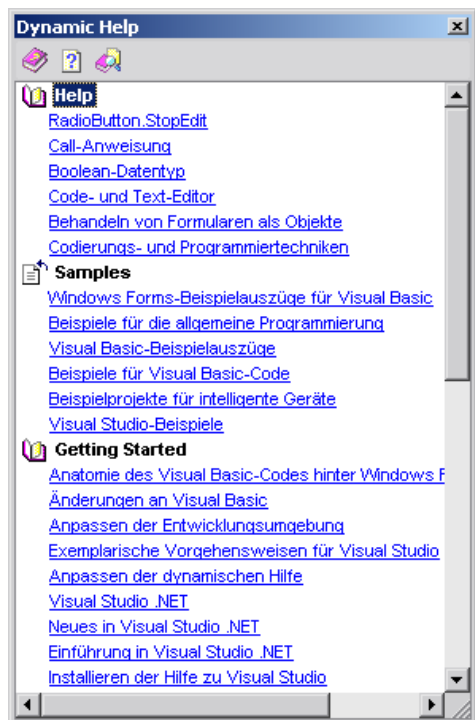 Dynamic Help
Help
RadioButton.StopEdit
Call-Anweisung
Boolean-Datentyp
Code- und Text-Editor
Behandeln von Formularen als Objekte
Codierungs- und Programmiertechniken
Samples
Windows Forms-Beispielauszüge für Visual Basic
Beispiele für die allgemeine Programmierung
Visual Basic-Beispielauszüge
Beispiele für Visual Basic-Code
Beispielprojekte für intelligente Geräte
Visual Studio-Beispiele
Getting Started
Anatomie des Visual Basic-Codes hinter Windows F
Änderungen an Visual Basic
Anpassen der Entwicklungsumgebung
Exemplarische Vorgehensweisen für Visual Studio
Anpassen der dynamischen Hilfe
Visual Studio .NET
Neues in Visual Studio .NET
Einführung in Visual Studio .NET
Installieren der Hilfe zu Visual Studio